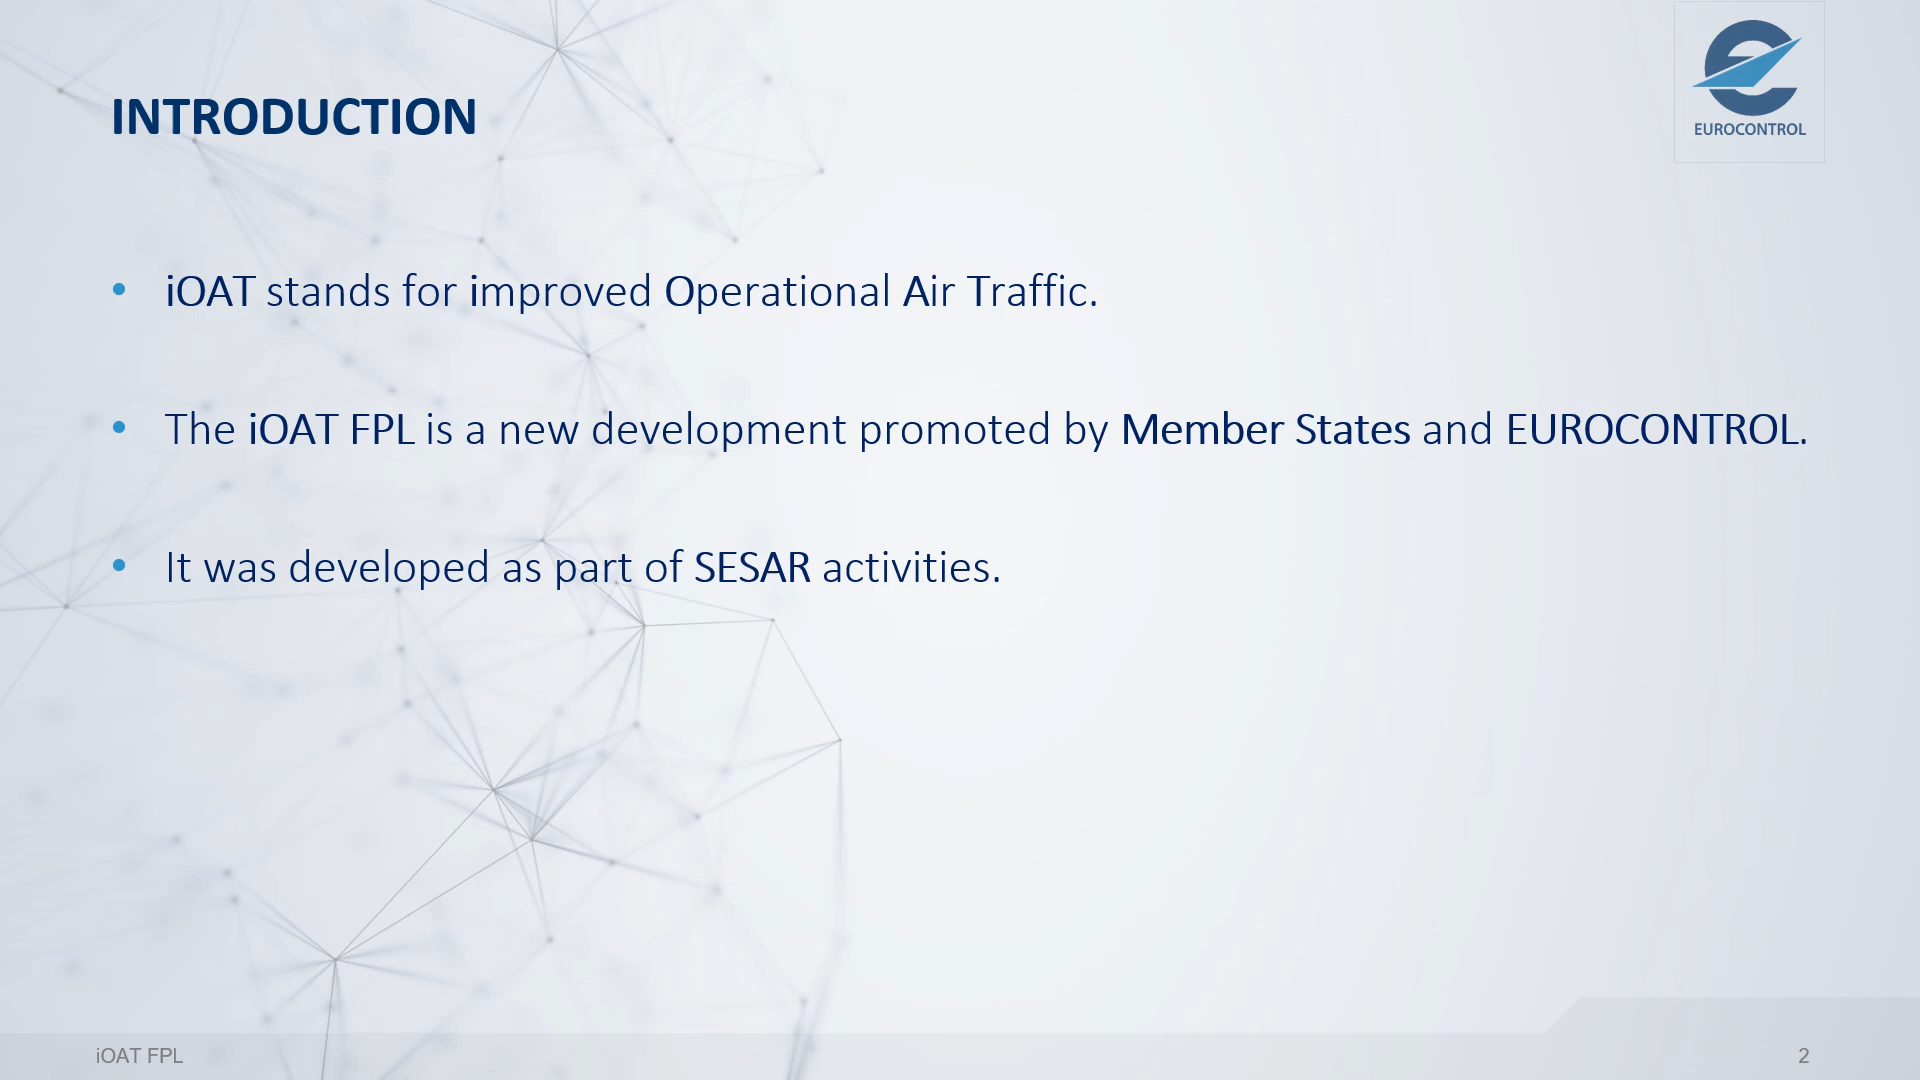 EUROCONTROL
INTRODUCTION
• iOAT stands for improved Operational Air Traffic.
• The iOAT FPL is a new development promoted by Member States and EUROCONTROL.
• It was developed as part of SESAR activities.
iOAT FPL
2